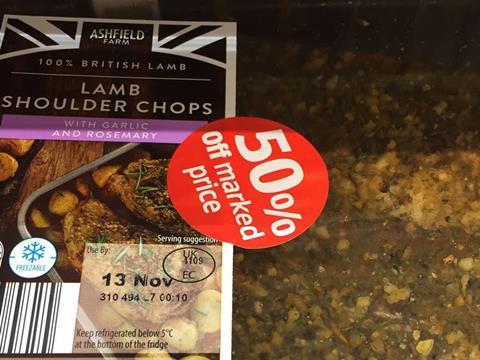 ASHFIELD
FARM
100% BRITISH LAMB
LAMB
SHOULDER CHOPS
WITH GARLIC
AND ROSEMARY
50%
off marked
price
Serving suggestion
Use By:
UK
4109
EC
13 Nov
310 494 L7 00:10
FREEZABLE
Keep refrigerated below 5°C
at the bottom of the fridge